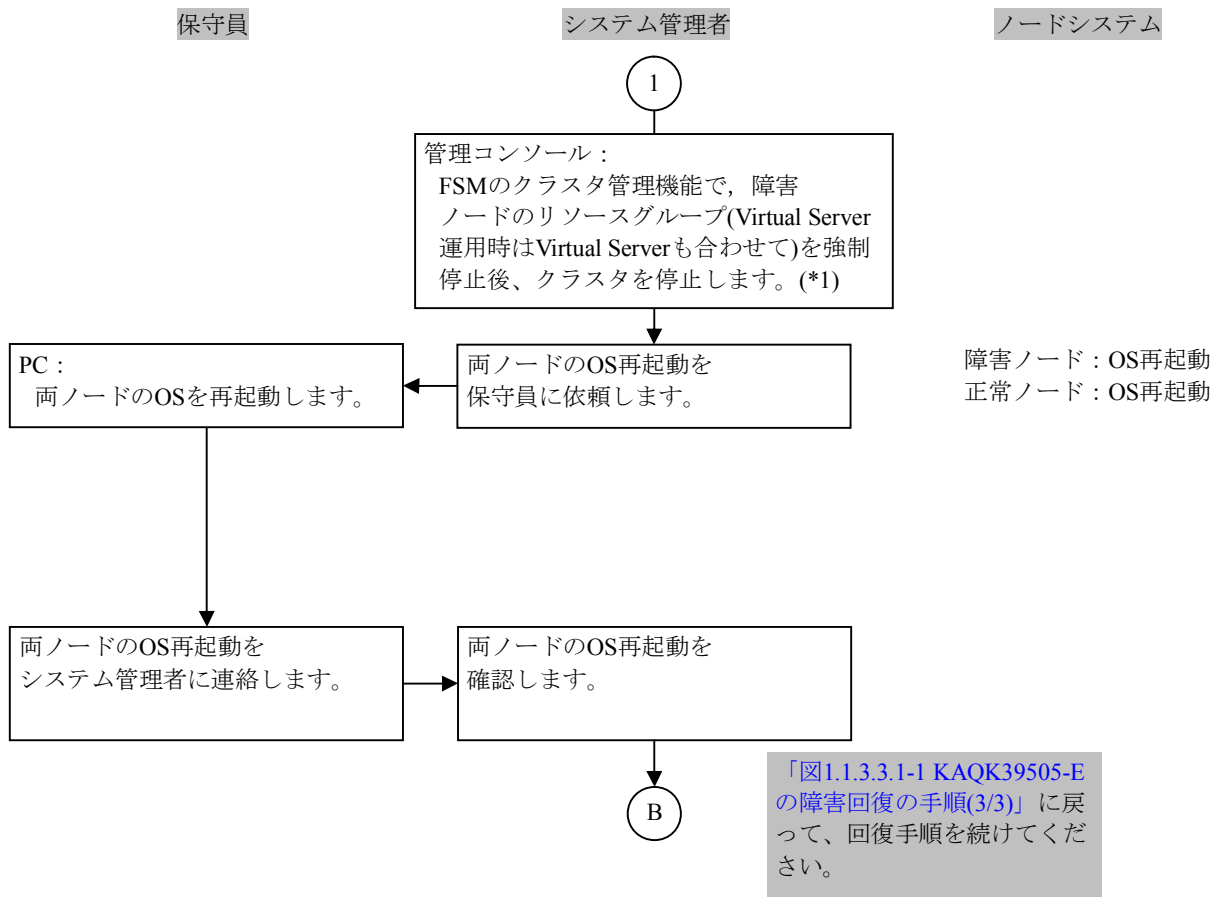 保守員
システム管理者
ノードシステム
1
管理コンソール：
FSMのクラスタ管理機能で，障害
ノードのリソースグループ(Virtual Server
運用時はVirtual Serverも合わせて)を強制
停止後、クラスタを停止します。(*1)
PC：
両ノードのOSを再起動します。
両ノードのOS再起動を
保守員に依頼します。
障害ノード：OS再起動
正常ノード：OS再起動
両ノードのOS再起動を
システム管理者に連絡します。
両ノードのOS再起動を
確認します。
B
「図1.1.3.3.1-1 KAQK39505-E
の障害回復の手順(3/3)」に戻
って、回復手順を続けてくだ
さい。